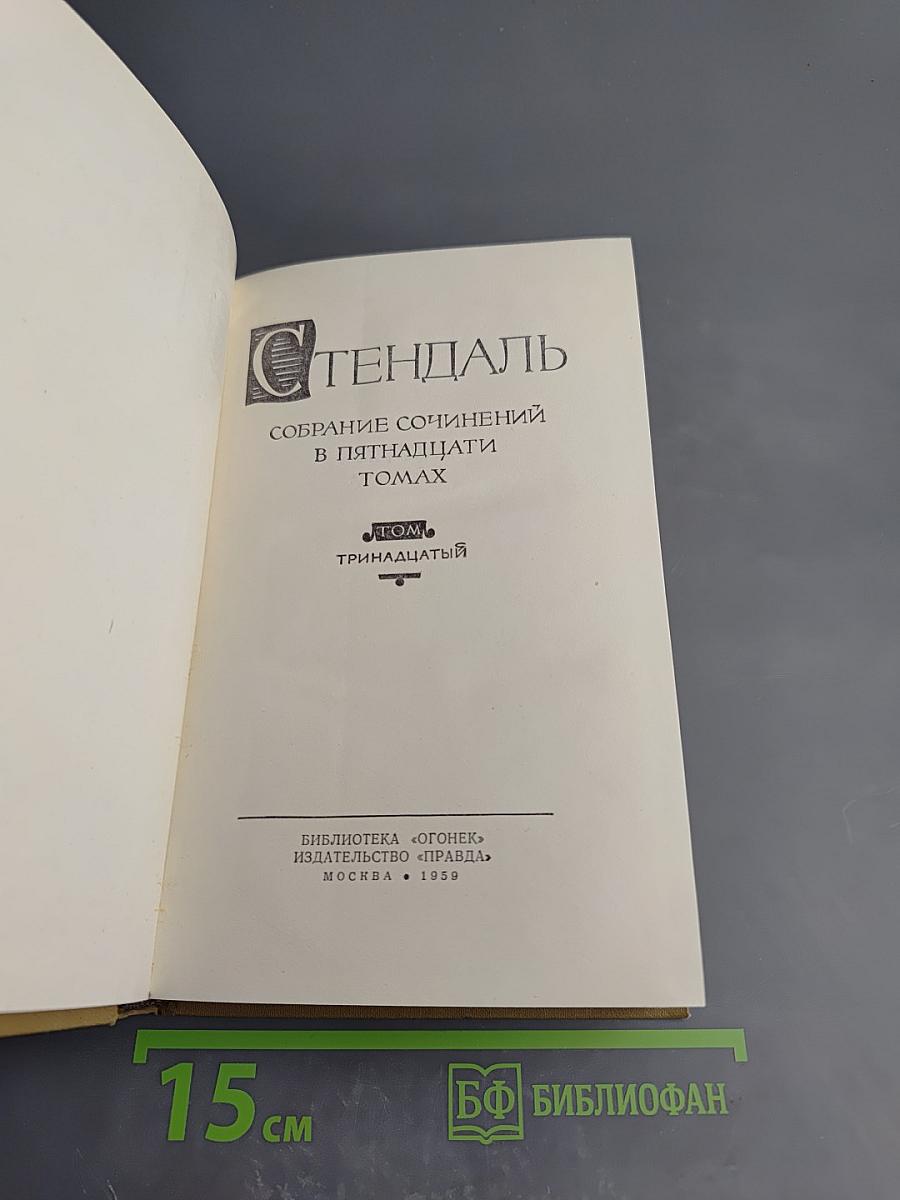 СТЕНДАЛЬ
СОБРАНИЕ СОЧИНЕНИЙ
В ПЯТНАДЦАТИ
ТОМАХ
ТОМ
ТРИНАДЦАТЫЙ
БИБЛИОТЕКА «ОГОНЕК»
ИЗДАТЕЛЬСТВО «ПРАВДА»
МОСКВА • 1959
15 см
БФ БИБЛИОФАН